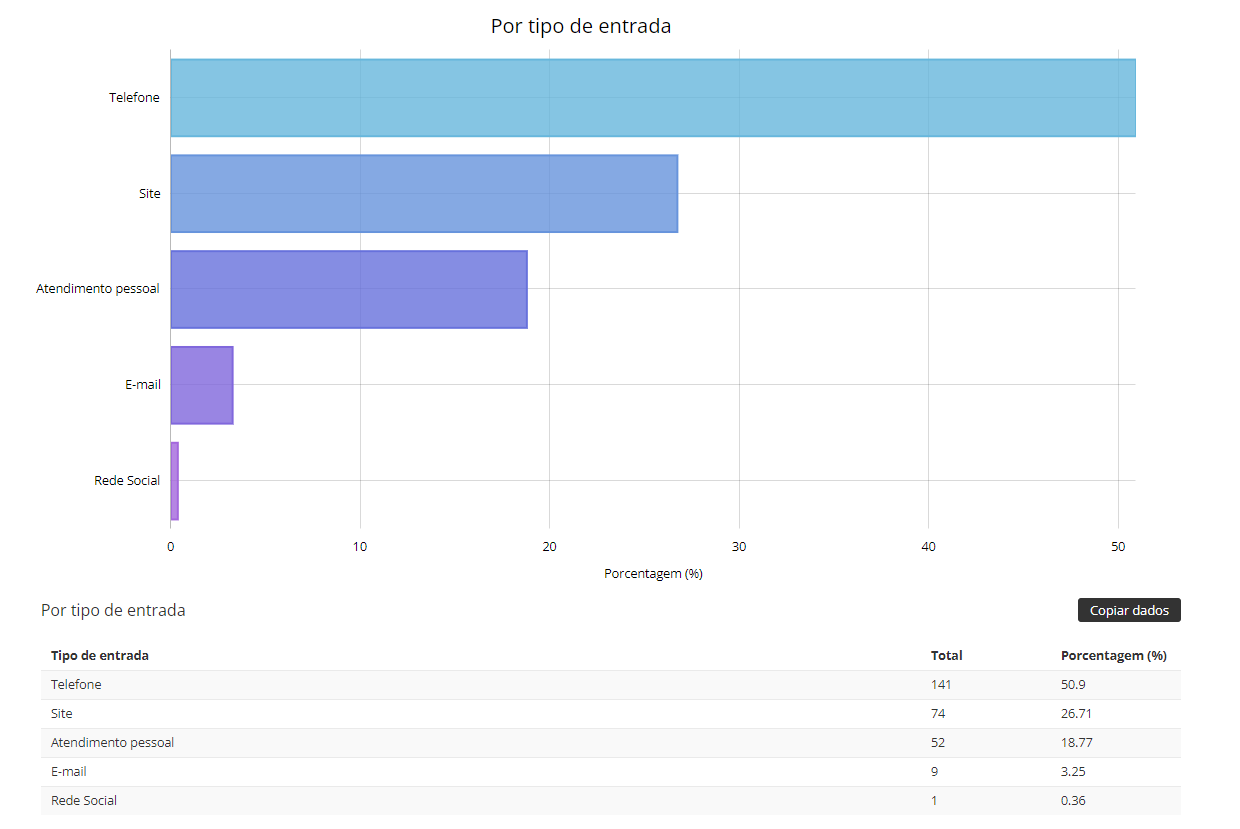 Por tipo de entrada
Telefone
Site
Atendimento pessoal
E-mail
Rede Social
0 10 20 30 40 50
Porcentagem (%)
Por tipo de entrada Copiar dados
Tipo de entrada Total Porcentagem (%)
Telefone 141 50.9
Site 74 26.71
Atendimento pessoal 52 18.77
E-mail 9 3.25
Rede Social 1 0.36